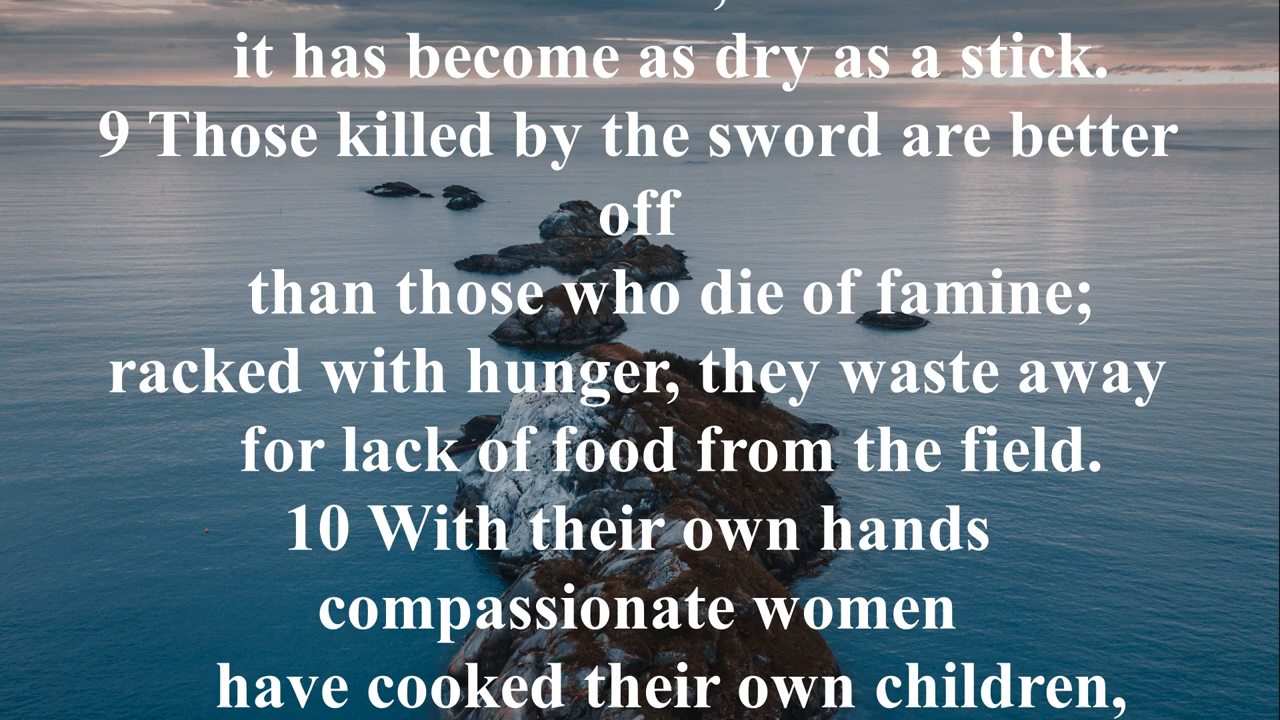 it has become as dry as a stick.
9 Those killed by the sword are better
off
than those who die of famine;
racked with hunger, they waste away
for lack of food from the field.
10 With their own hands
compassionate women
have cooked their own children,